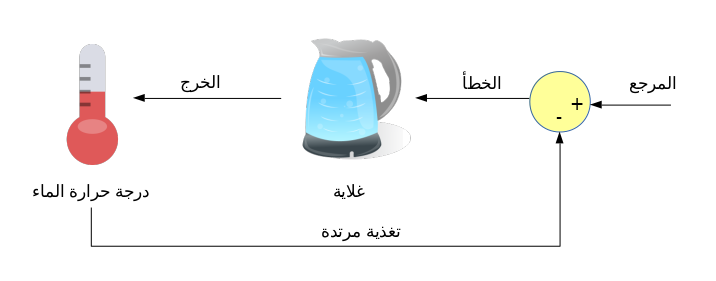 المرجع
الخطأ
الخرج
+
-
غلاية
درجة حرارة الماء
تغذية مرتدة